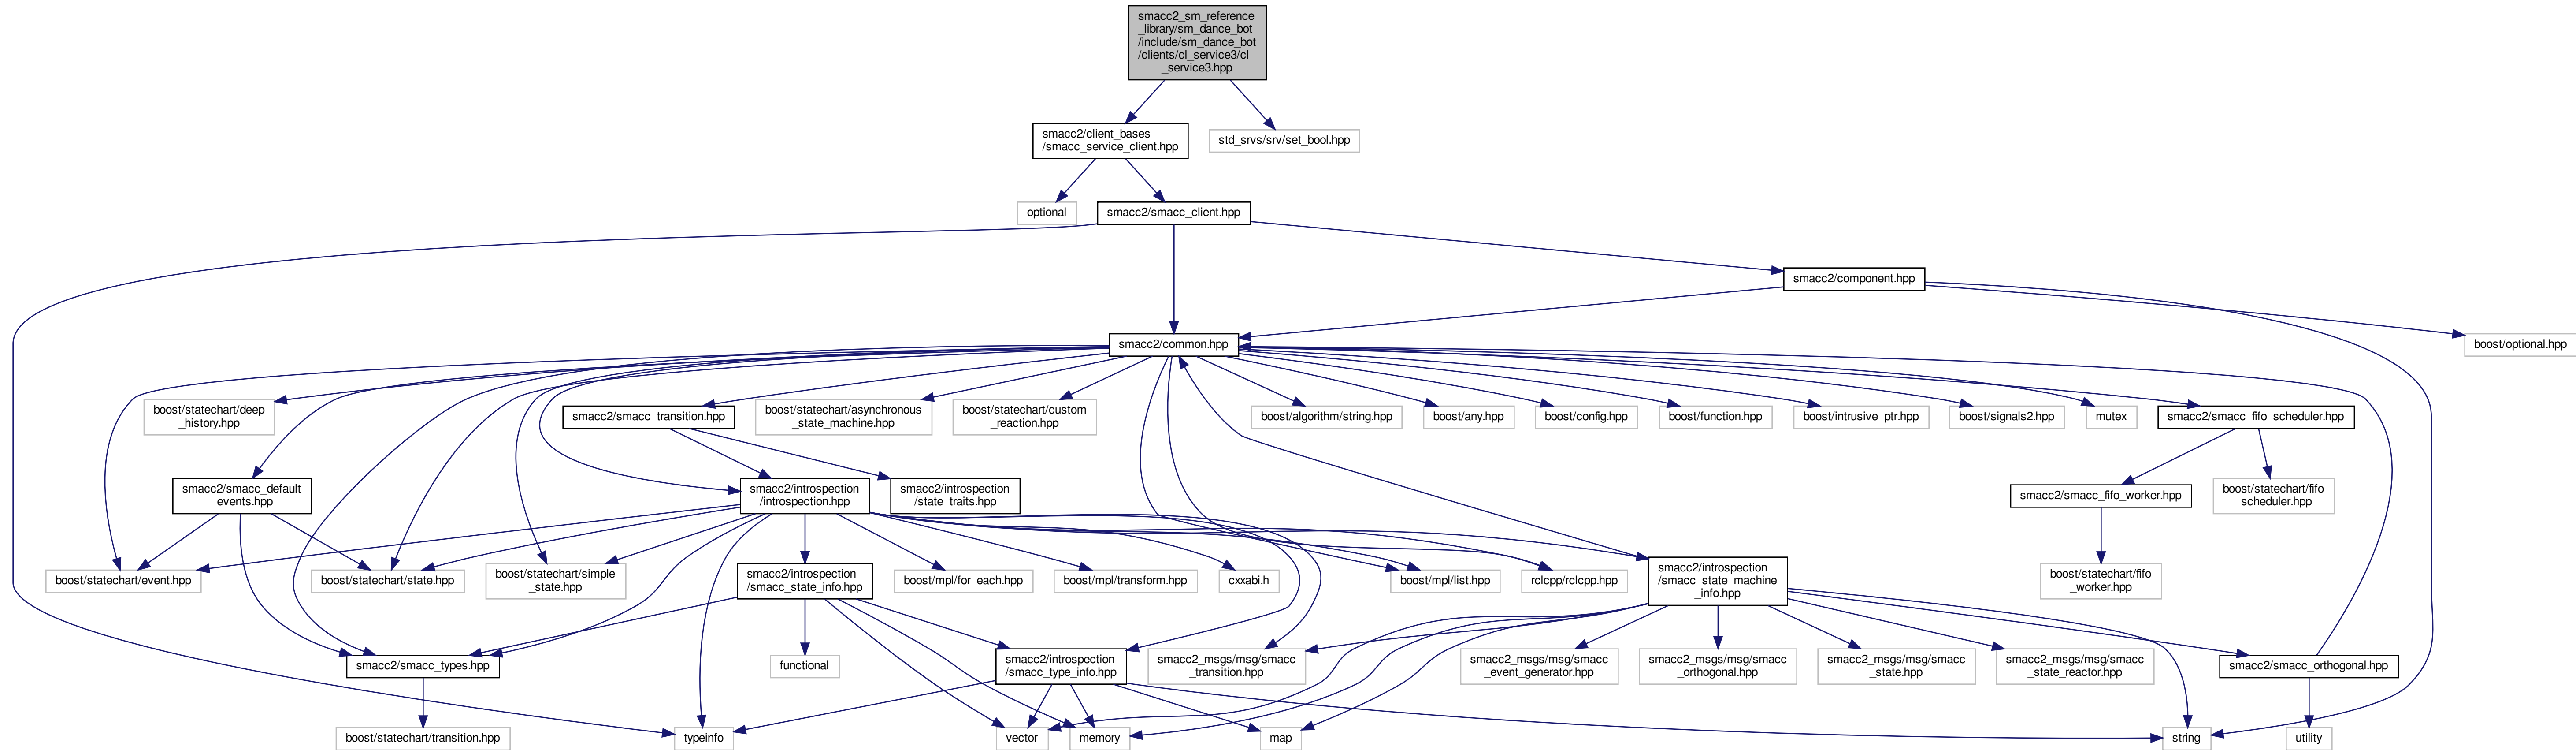 smacc2_sm_reference
_library/sm_dance_bot
/include/sm_dance_bot
/clients/cl_service3/cl
_service3.hpp
smacc2/client_bases
/smacc_service_client.hpp
std_srvs/srv/set_bool.hpp
optional
smacc2/smacc_client.hpp
smacc2/component.hpp
smacc2/common.hpp
boost/optional.hpp
boost/statechart/deep
_history.hpp
smacc2/smacc_transition.hpp
boost/statechart/asynchronous
_state_machine.hpp
boost/statechart/custom
_reaction.hpp
boost/algorithm/string.hpp
boost/any.hpp
boost/config.hpp
boost/function.hpp
boost/intrusive_ptr.hpp
boost/signals2.hpp
mutex
smacc2/smacc_fifo_scheduler.hpp
smacc2/smacc_default
_events.hpp
smacc2/introspection
/introspection.hpp
smacc2/introspection
/state_traits.hpp
smacc2/smacc_fifo_worker.hpp
boost/statechart/fifo
_scheduler.hpp
boost/statechart/event.hpp
boost/statechart/state.hpp
boost/statechart/simple
_state.hpp
smacc2/introspection
/smacc_state_info.hpp
boost/mpl/for_each.hpp
boost/mpl/transform.hpp
cxxabi.h
boost/mpl/list.hpp
rclcpp/rclcpp.hpp
smacc2/introspection
/smacc_state_machine
_info.hpp
boost/statechart/fifo
_worker.hpp
smacc2/smacc_types.hpp
functional
smacc2/introspection
/smacc_type_info.hpp
smacc2_msgs/msg/smacc
_transition.hpp
smacc2_msgs/msg/smacc
_event_generator.hpp
smacc2_msgs/msg/smacc
_orthogonal.hpp
smacc2_msgs/msg/smacc
_state.hpp
smacc2_msgs/msg/smacc
_state_reactor.hpp
smacc2/smacc_orthogonal.hpp
boost/statechart/transition.hpp
typeinfo
vector
memory
map
string
utility